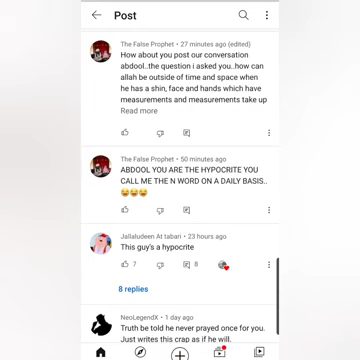 Post
The False Prophet • 27 minutes ago (edited)
How about you post our conversation
abdool..the question i asked you..how can
allah be outside of time and space when
he has a shin, face and hands which have
measurements and measurements take up
Read more
The False Prophet • 50 minutes ago
ABDOOL YOU ARE THE HYPOCRITE YOU
CALL ME THE N WORD ON A DAILY BASIS..
😂😂😂
Jallaludeen At tabari • 23 hours ago
This guy's a hypocrite
7 8
8 replies
NeoLegendX • 1 day ago
Truth be told he never prayed once for you.
Just writes this crap as if he will.